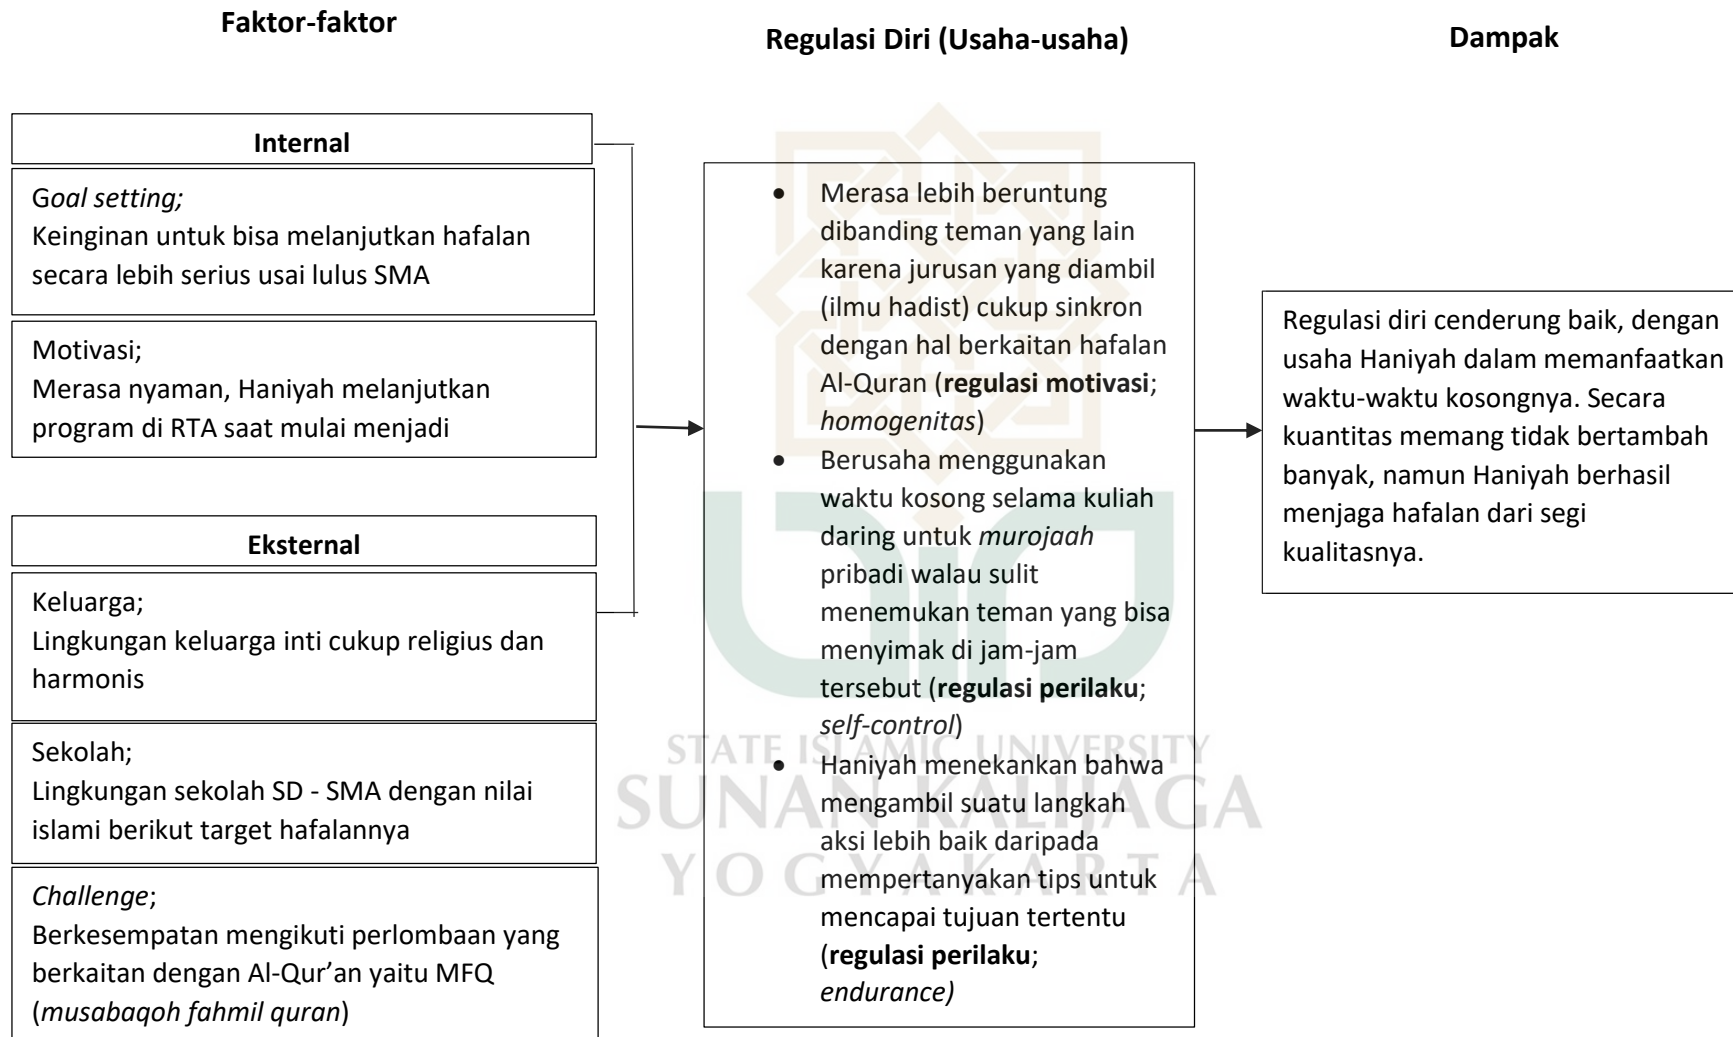 Faktor-faktor
Regulasi Diri (Usaha-usaha)
Dampak
Internal
Goal setting;
Keinginan untuk bisa melanjutkan hafalan
secara lebih serius usai lulus SMA
Motivasi;
Merasa nyaman, Haniyah melanjutkan
program di RTA saat mulai menjadi
Eksternal
Keluarga;
Lingkungan keluarga inti cukup religius dan
harmonis
Sekolah;
Lingkungan sekolah SD - SMA dengan nilai
islami berikut target hafalannya
Challenge;
Berkesempatan mengikuti perlombaan yang
berkaitan dengan Al-Qur’an yaitu MFQ
(musabaqoh fahmil quran)
• Merasa lebih beruntung
dibanding teman yang lain
karena jurusan yang diambil
(ilmu hadist) cukup sinkron
dengan hal berkaitan hafalan
Al-Quran (regulasi motivasi;
homogenitas)
• Berusaha menggunakan
waktu kosong selama kuliah
daring untuk murojaah
pribadi walau sulit
menemukan teman yang bisa
menyimak di jam-jam
tersebut (regulasi perilaku;
self-control)
• Haniyah menekankan bahwa
mengambil suatu langkah
aksi lebih baik daripada
mempertanyakan tips untuk
mencapai tujuan tertentu
(regulasi perilaku;
endurance)
Regulasi diri cenderung baik, dengan
usaha Haniyah dalam memanfaatkan
waktu-waktu kosongnya. Secara
kuantitas memang tidak bertambah
banyak, namun Haniyah berhasil
menjaga hafalan dari segi
kualitasnya.
STATE ISLAMIC UNIVERSITY
SUNAN KALIJAGA
YOGYAKARTA